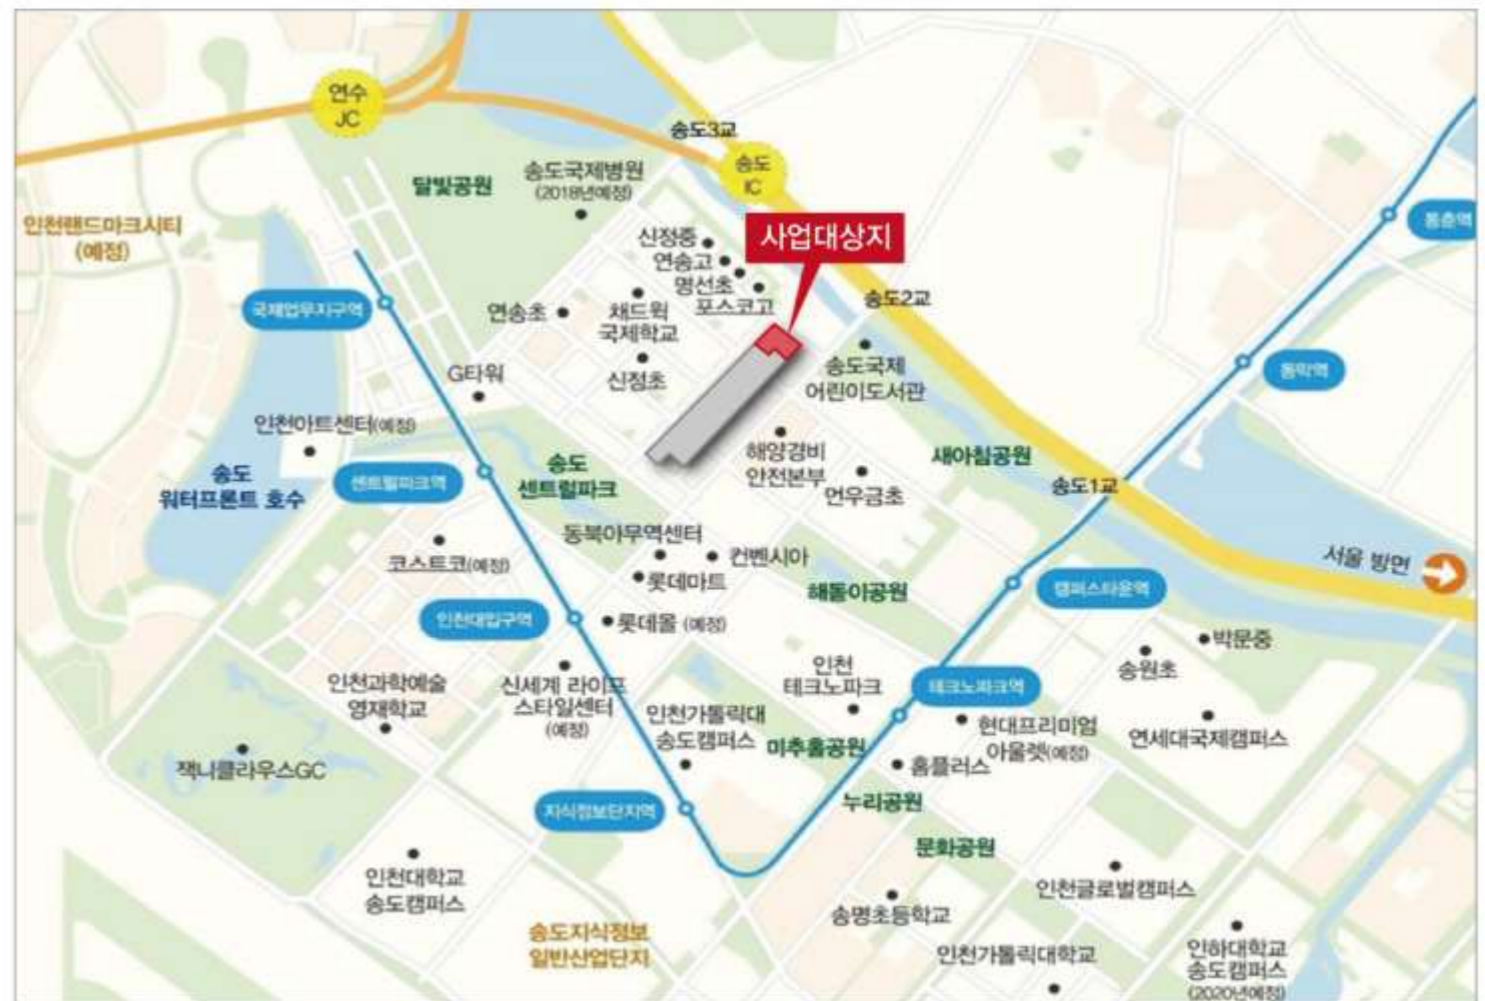 연수
JC
송도3교
송도
IC
송도국제병원
(2018년예정)
달빛공원
인천랜드마크시티
(예정)
사업대상지
동춘역
신정중
연송고
명선초
포스코고
국제업무지구역
연송초
채드윅
국제학교
송도2교
신정초
송도국제
어린이도서관
동막역
G타워
인천아트센터(예정)
해양경비
안전본부
새아침공원
송도
워터프론트 호수
센트럴파크역
송도
센트럴파크
송도1교
언우금초
동북아무역센터
컨벤시아
서울 방면
코스트코(예정)
롯데마트
해돋이공원
캠퍼스타운역
인천대입구역
롯데몰 (예정)
박문중
송원초
인천
테크노파크
테크노파크역
인천과학예술
영재학교
신세계 라이프
스타일센터
(예정)
인천가톨릭대
송도캠퍼스
미추홀공원
현대프리미엄
아울렛(예정)
연세대국제캠퍼스
잭니클라우스GC
홈플러스
지식정보단지역
누리공원
문화공원
인천대학교
송도캠퍼스
인천글로벌캠퍼스
송명초등학교
송도지식정보
일반산업단지
인천가톨릭대학교
인하대학교
송도캠퍼스
(2020년예정)